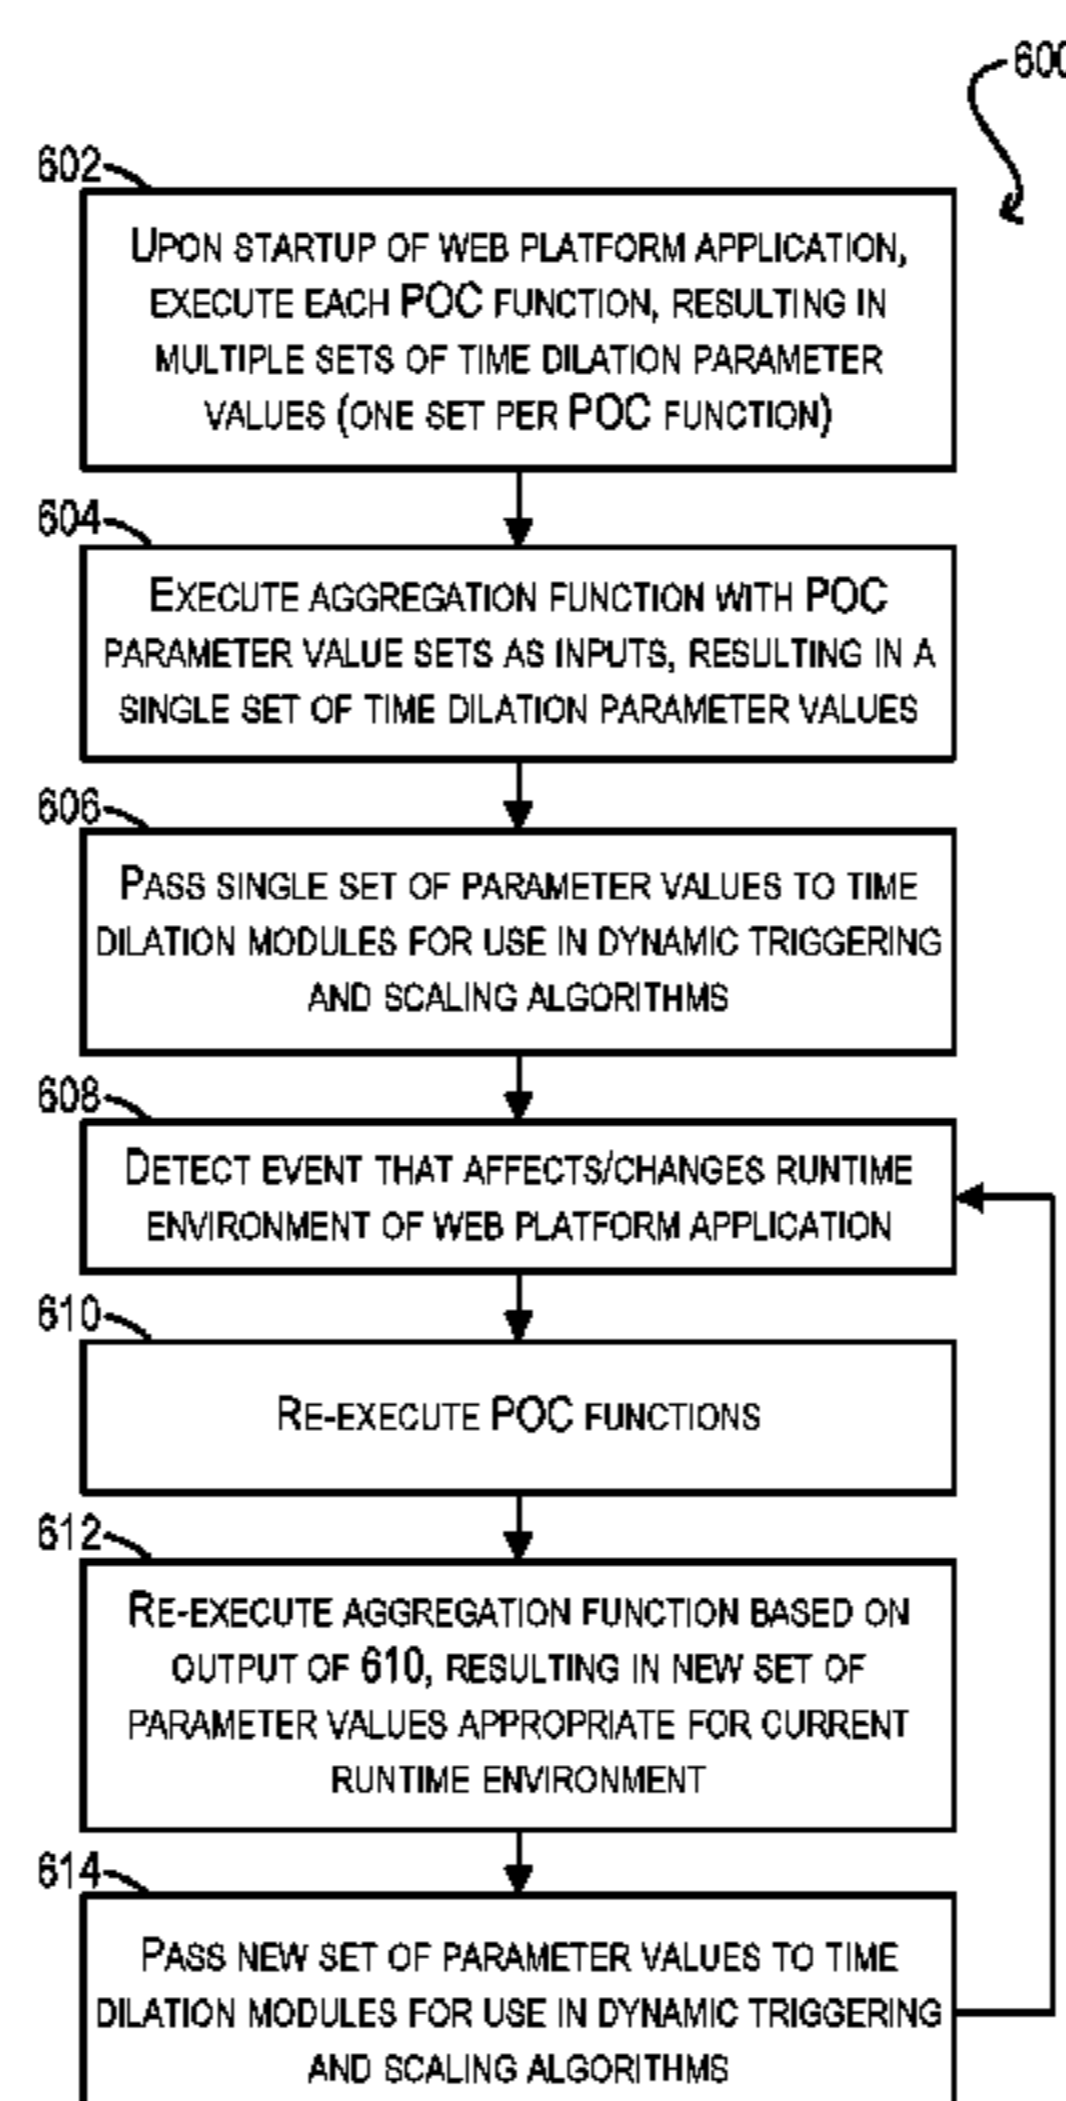 600
602
UPON STARTUP OF WEB PLATFORM APPLICATION,
EXECUTE EACH POC FUNCTION, RESULTING IN
MULTIPLE SETS OF TIME DILATION PARAMETER
VALUES (ONE SET PER POC FUNCTION)
604
EXECUTE AGGREGATION FUNCTION WITH POC
PARAMETER VALUE SETS AS INPUTS, RESULTING IN A
SINGLE SET OF TIME DILATION PARAMETER VALUES
606
PASS SINGLE SET OF PARAMETER VALUES TO TIME
DILATION MODULES FOR USE IN DYNAMIC TRIGGERING
AND SCALING ALGORITHMS
608
DETECT EVENT THAT AFFECTS/CHANGES RUNTIME
ENVIRONMENT OF WEB PLATFORM APPLICATION
610
RE-EXECUTE POC FUNCTIONS
612
RE-EXECUTE AGGREGATION FUNCTION BASED ON
OUTPUT OF 610, RESULTING IN NEW SET OF
PARAMETER VALUES APPROPRIATE FOR CURRENT
RUNTIME ENVIRONMENT
614
PASS NEW SET OF PARAMETER VALUES TO TIME
DILATION MODULES FOR USE IN DYNAMIC TRIGGERING
AND SCALING ALGORITHMS